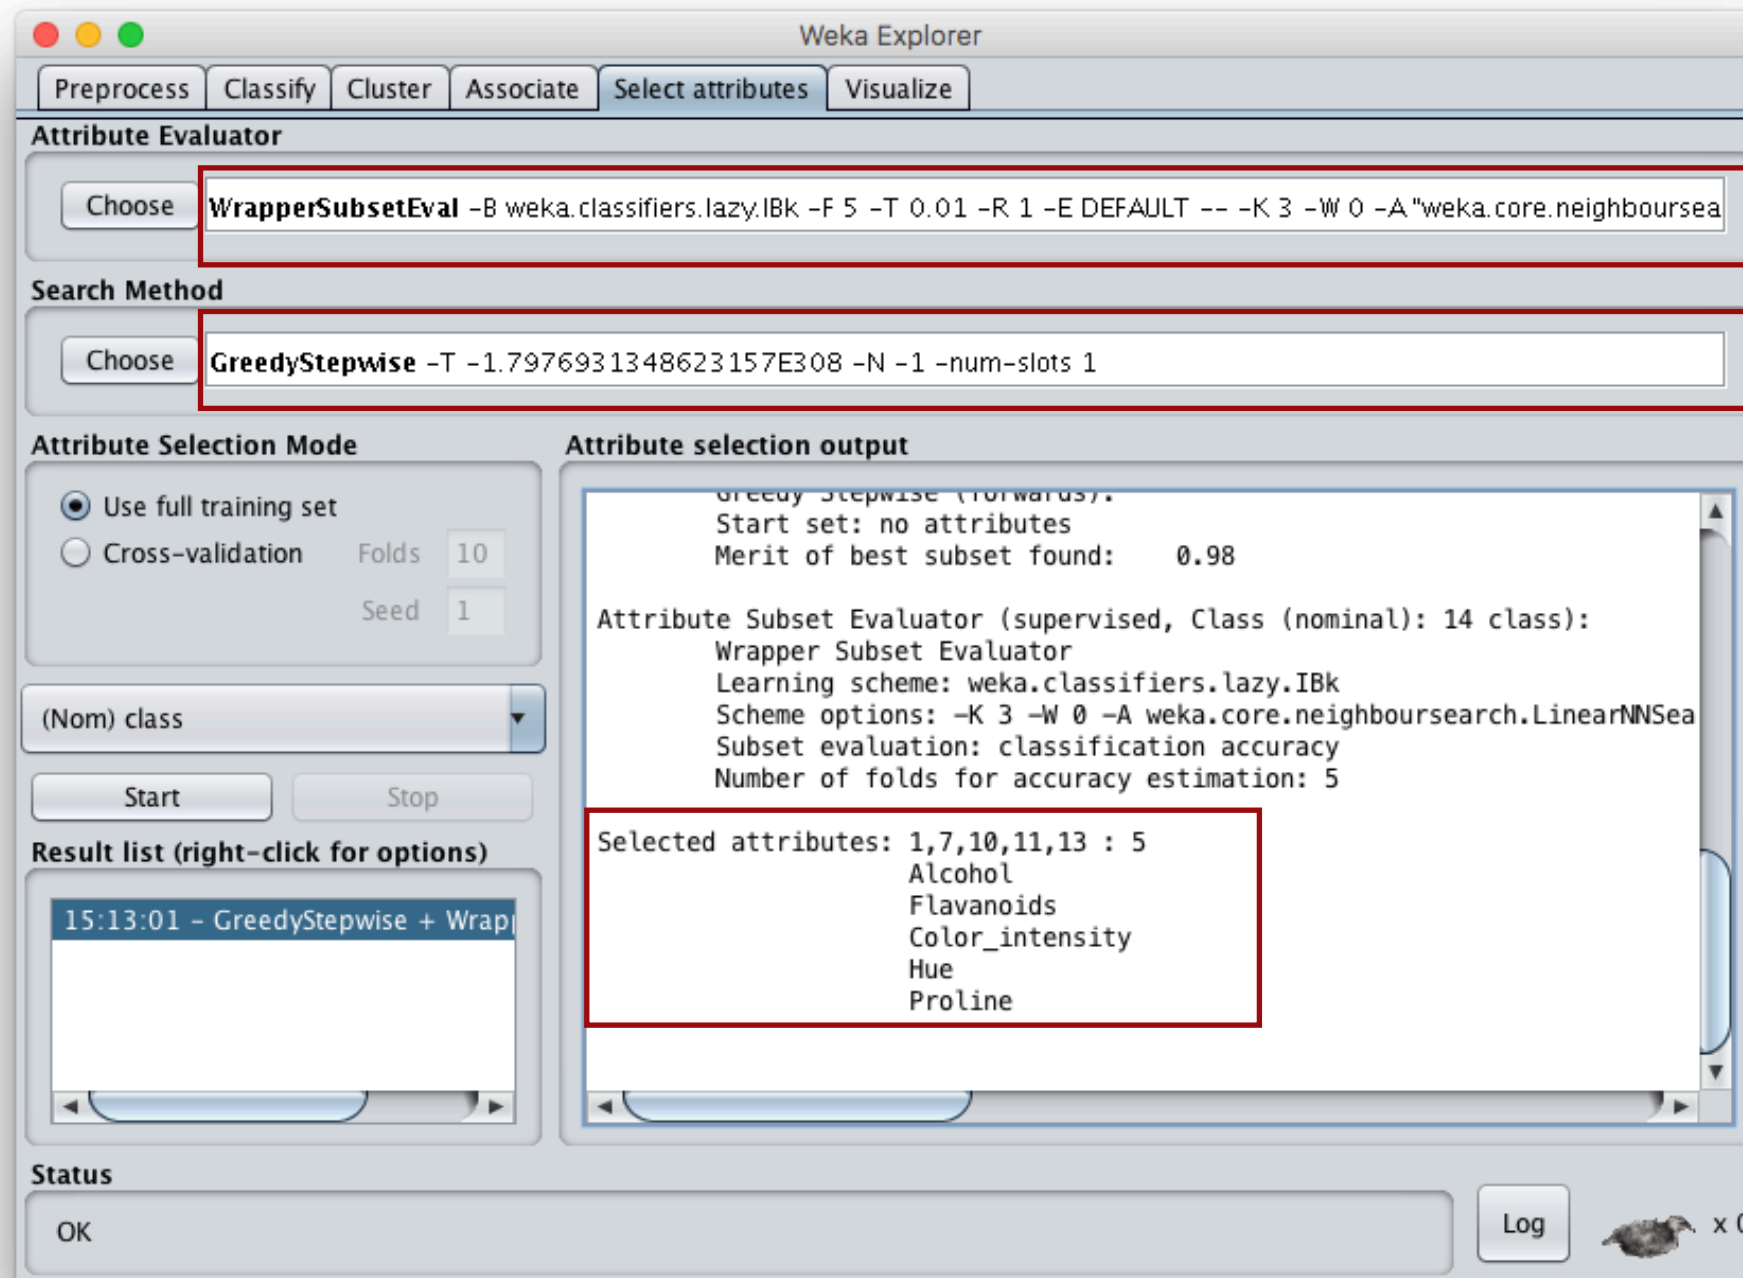 Weka Explorer
Preprocess Classify Cluster Associate Select attributes Visualize
Attribute Evaluator
Choose WrapperSubsetEval -B weka.classifiers.lazy.IBk -F 5 -T 0.01 -R 1 -E DEFAULT -- -K 3 -W 0 -A "weka.core.neighboursea
Search Method
Choose GreedyStepwise -T -1.7976931348623157E308 -N -1 -num-slots 1
Attribute Selection Mode
Use full training set
Cross-validation Folds 10
Seed 1
(Nom) class
Start Stop
Result list (right-click for options)
15:13:01 - GreedyStepwise + Wrapp
Attribute selection output
Greedy Stepwise (forwards).
Start set: no attributes
Merit of best subset found: 0.98
Attribute Subset Evaluator (supervised, Class (nominal): 14 class):
Wrapper Subset Evaluator
Learning scheme: weka.classifiers.lazy.IBk
Scheme options: -K 3 -W 0 -A weka.core.neighboursearch.LinearNNSea
Subset evaluation: classification accuracy
Number of folds for accuracy estimation: 5
Selected attributes: 1,7,10,11,13 : 5
Alcohol
Flavanoids
Color_intensity
Hue
Proline
Status
OK
Log x 0